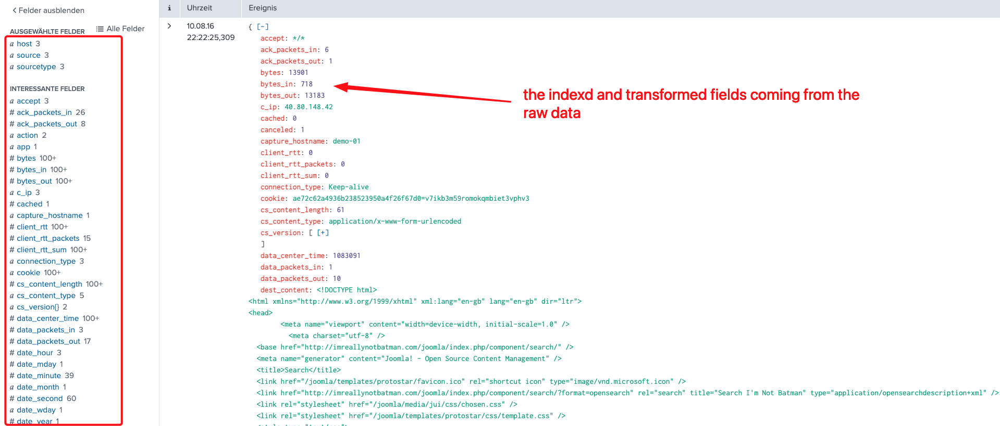 Felder ausblenden
AUSGEWÄHLTE FELDER
Alle Felder
a host 3
a source 3
a sourcetype 3
INTERESSANTE FELDER
a accept 3
# ack_packets_in 26
# ack_packets_out 8
a action 2
a app 1
# bytes 100+
# bytes_in 100+
# bytes_out 100+
a c_ip 3
# cached 1
a capture_hostname 1
# client_rtt 100+
# client_rtt_packets 15
# client_rtt_sum 100+
a connection_type 3
a cookie 100+
# cs_content_length 100+
a cs_content_type 5
a cs_version{} 2
# data_center_time 100+
# data_packets_in 3
# data_packets_out 17
# date_hour 3
# date_mday 1
# date_minute 39
a date_month 1
# date_second 60
a date_wday 1
# date_year 1
i Uhrzeit Ereignis
10.08.16
22:22:25,309
{ [-]
accept: */*
ack_packets_in: 6
ack_packets_out: 1
bytes: 13901
bytes_in: 718
bytes_out: 13183
c_ip: 40.80.148.42
cached: 0
canceled: 1
capture_hostname: demo-01
client_rtt: 0
client_rtt_packets: 0
client_rtt_sum: 0
connection_type: Keep-alive
cookie: ae72c62a4936b238523950a4f26f67d0=v7ikb3m59romokqmbiet3vphv3
cs_content_length: 61
cs_content_type: application/x-www-form-urlencoded
cs_version: [ [+]
]
data_center_time: 1083091
data_packets_in: 1
data_packets_out: 10
dest_content: <!DOCTYPE html>
<html xmlns="http://www.w3.org/1999/xhtml" xml:lang="en-gb" lang="en-gb" dir="ltr">
<head>
<meta name="viewport" content="width=device-width, initial-scale=1.0" />
<meta charset="utf-8" />
<base href="http://imreallynotbatman.com/joomla/index.php/component/search/" />
<meta name="generator" content="Joomla! - Open Source Content Management" />
<title>Search</title>
<link href="/joomla/templates/protostar/favicon.ico" rel="shortcut icon" type="image/vnd.microsoft.icon" />
<link href="http://imreallynotbatman.com/joomla/index.php/component/search/?format=opensearch" rel="search" title="Search I'm Not Batman" type="application/opensearchdescription+xml" />
<link rel="stylesheet" href="/joomla/media/jui/css/chosen.css" />
<link rel="stylesheet" href="/joomla/templates/protostar/css/template.css" />
the indexd and transformed fields coming from the
raw data